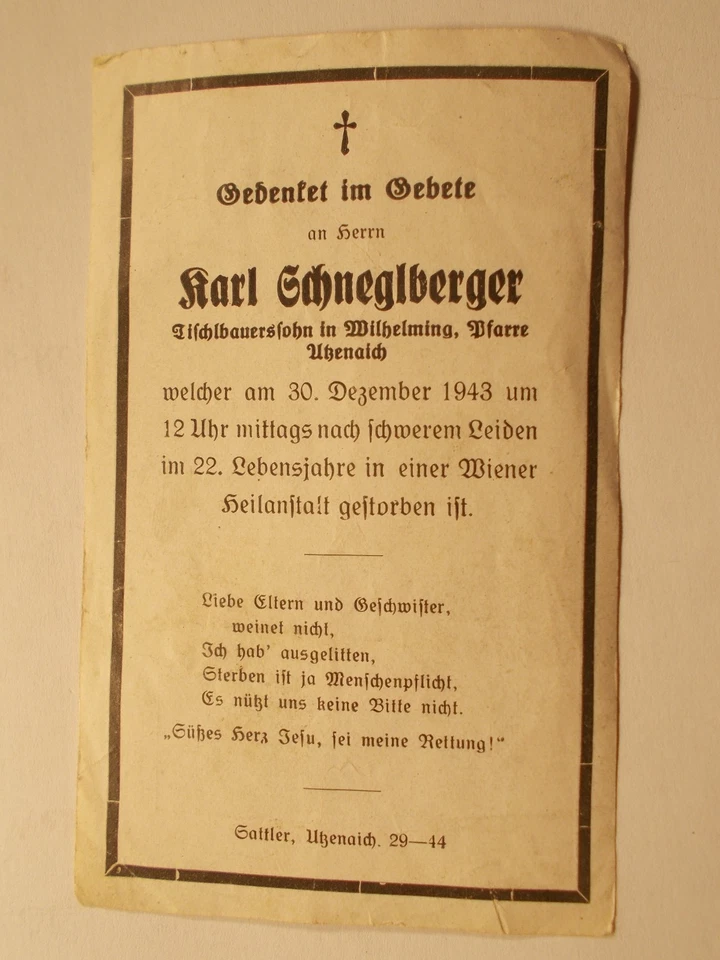 Gedenket im Gebete
an Herrn
Karl Schneglberger
Tischlbauerssohn in Wilhelming, Pfarre
Utzenaich
welcher am 30. Dezember 1943 um
12 Uhr mittags nach schwerem Leiden
im 22. Lebensjahre in einer Wiener
Heilanstalt gestorben ist.
Liebe Eltern und Geschwister,
weinet nicht,
Ich hab' ausgelitten,
Sterben ist ja Menschenpflicht,
Es nützt uns keine Bitte nicht.
„Süßes Herz Jesu, sei meine Rettung!“
Sattler, Utzenaich. 29—44